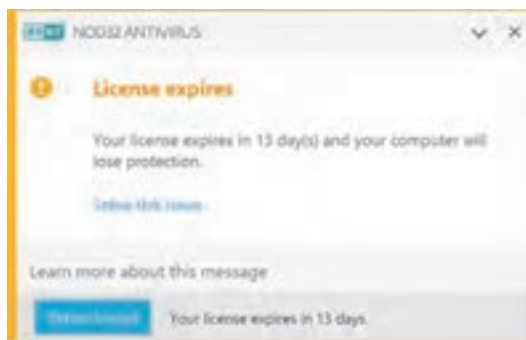 NOD32 ANTIVIRUS
License expires
Your license expires in 13 day(s) and your computer will
lose protection.
Learn more about this message
Your license expires in 13 days.